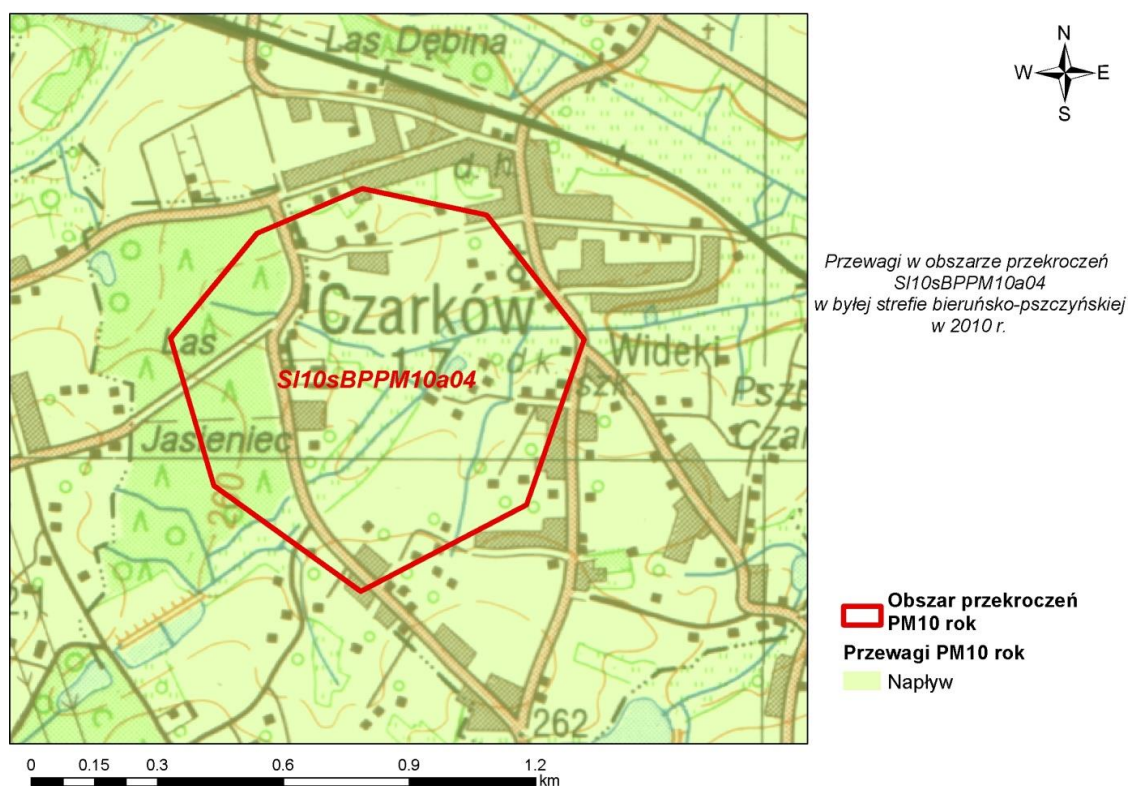 Las Dębina
d. h.
Czarków
17
Las
Sl10sBPPM10a04
d.k.
szk.
Wideki
Jasieniec
260
262
N
W E
S
Przewagi w obszarze przekroczeń
Sl10sBPPM10a04
w byłej strefie bieruńsko-pszczyńskiej
w 2010 r.
Obszar przekroczeń
PM10 rok
Przewagi PM10 rok
Napływ
0 0.15 0.3 0.6 0.9 1.2
km